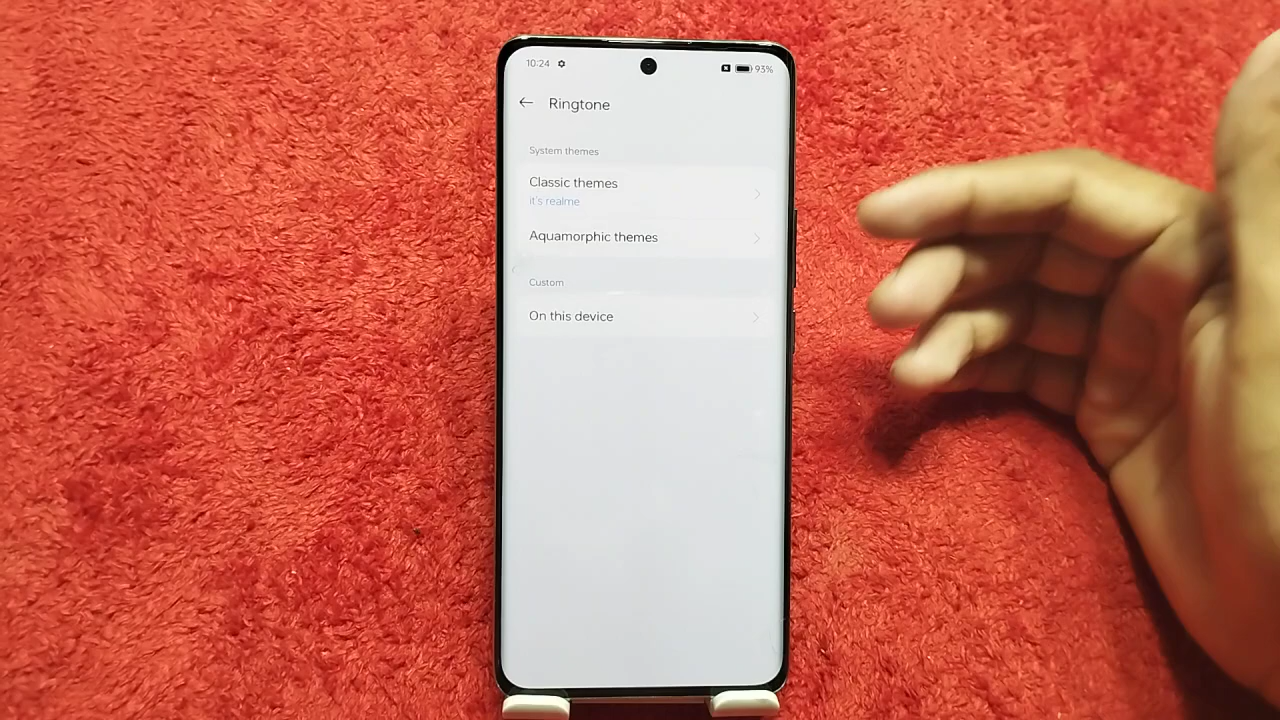 10:24
93%
Ringtone
System themes
Classic themes
it's realme
Aquamorphic themes
Custom
On this device